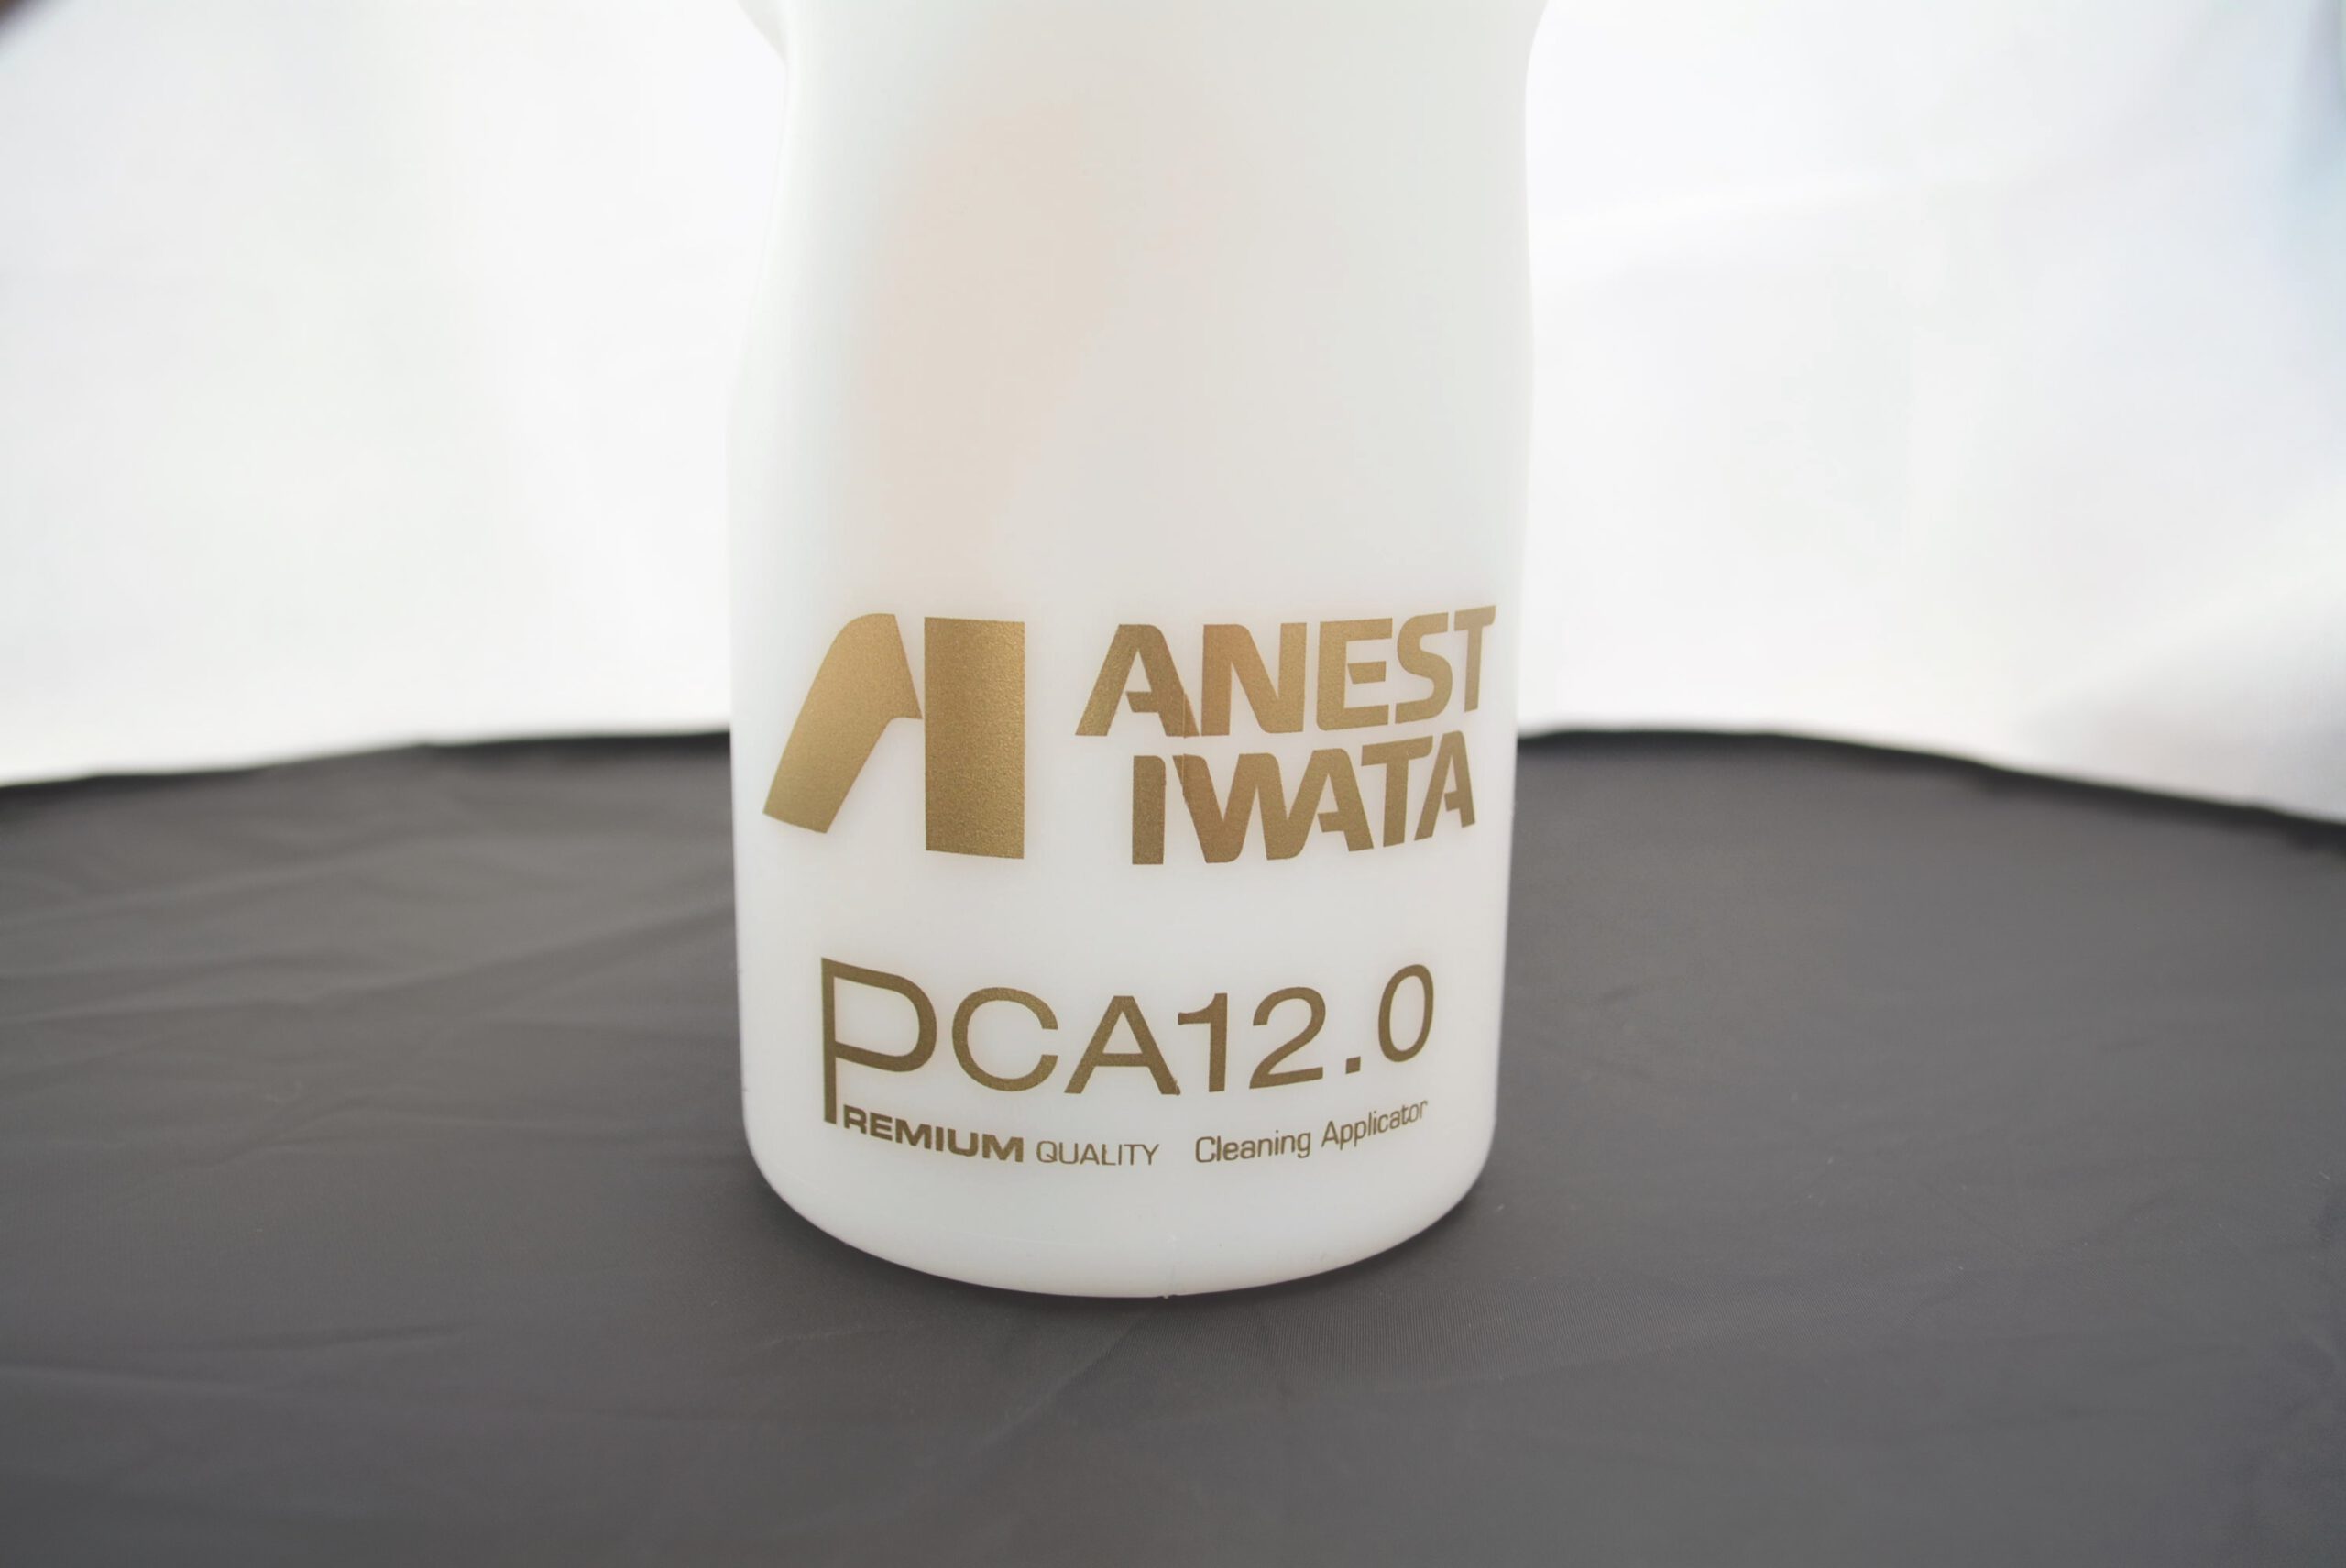 ANEST
IWATA
PCA12.0
PREMIUM QUALITY Cleaning Applicator